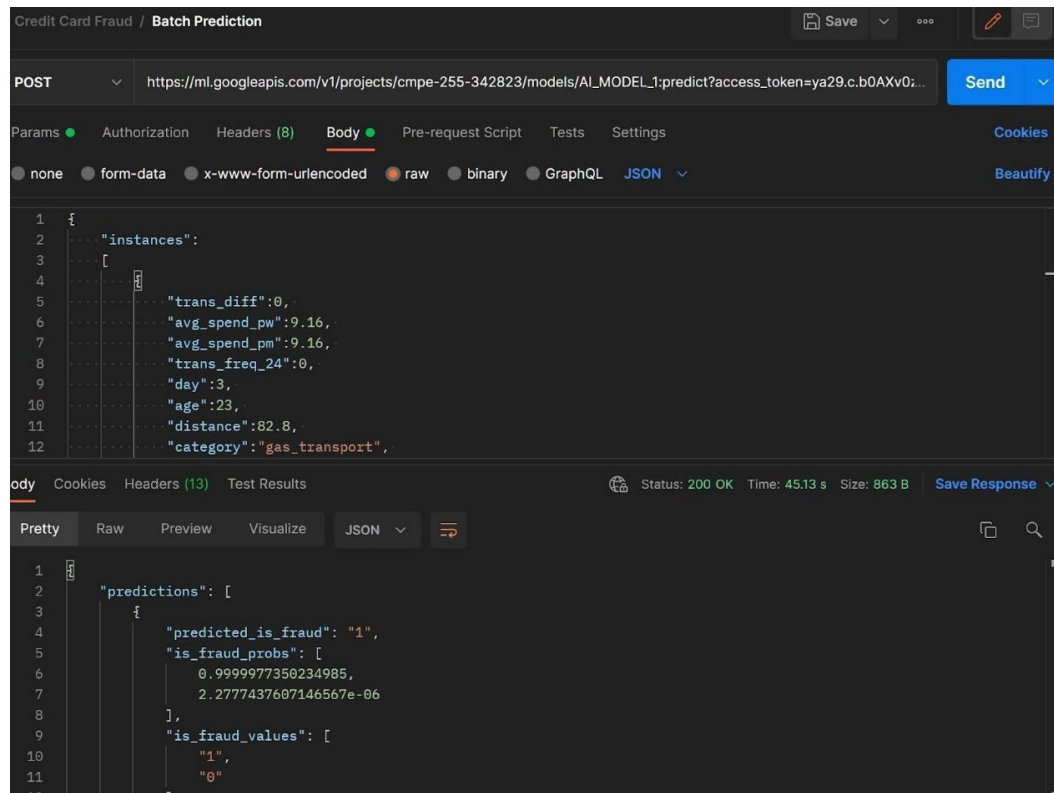 Credit Card Fraud / Batch Prediction
Save
POST https://ml.googleapis.com/v1/projects/cmpe-255-342823/models/AI_MODEL_1:predict?access_token=ya29.c.b0AXv0z... Send
Params Authorization Headers (8) Body Pre-request Script Tests Settings Cookies
none form-data x-www-form-urlencoded raw binary GraphQL JSON Beautify
1 {
2 "instances":
3 [
4 {
5 "trans_diff":0,
6 "avg_spend_pw":9.16,
7 "avg_spend_pm":9.16,
8 "trans_freq_24":0,
9 "day":3,
10 "age":23,
11 "distance":82.8,
12 "category":"gas_transport",
ody Cookies Headers (13) Test Results Status: 200 OK Time: 45.13 s Size: 863 B Save Response
Pretty Raw Preview Visualize JSON
1 {
2 "predictions": [
3 {
4 "predicted_is_fraud": "1",
5 "is_fraud_probs": [
6 0.9999977350234985,
7 2.2777437607146567e-06
8 ],
9 "is_fraud_values": [
10 "1",
11 "0"